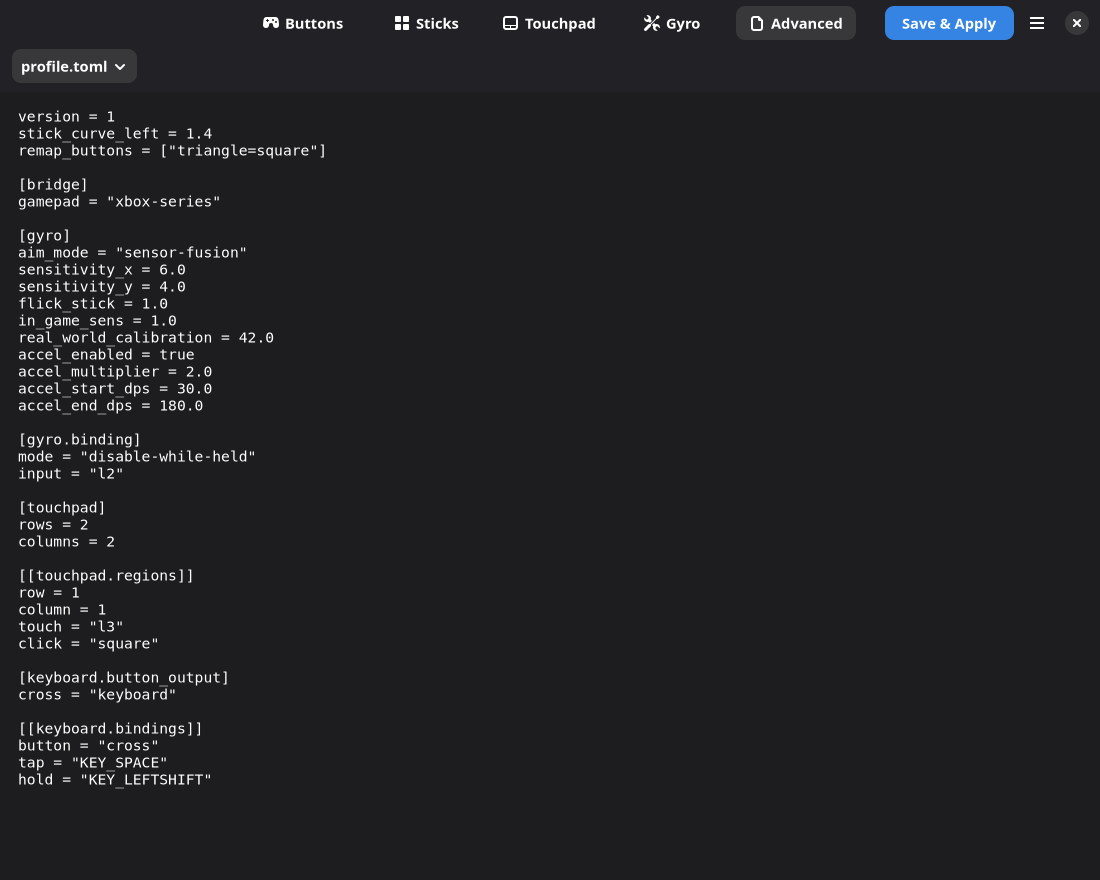 Buttons Sticks Touchpad Gyro Advanced Save & Apply
profile.toml
version = 1
stick_curve_left = 1.4
remap_buttons = ["triangle=square"]
[bridge]
gamepad = "xbox-series"
[gyro]
aim_mode = "sensor-fusion"
sensitivity_x = 6.0
sensitivity_y = 4.0
flick_stick = 1.0
in_game_sens = 1.0
real_world_calibration = 42.0
accel_enabled = true
accel_multiplier = 2.0
accel_start_dps = 30.0
accel_end_dps = 180.0
[gyro.binding]
mode = "disable-while-held"
input = "l2"
[touchpad]
rows = 2
columns = 2
[[touchpad.regions]]
row = 1
column = 1
touch = "l3"
click = "square"
[keyboard.button_output]
cross = "keyboard"
[[keyboard.bindings]]
button = "cross"
tap = "KEY_SPACE"
hold = "KEY_LEFTSHIFT"